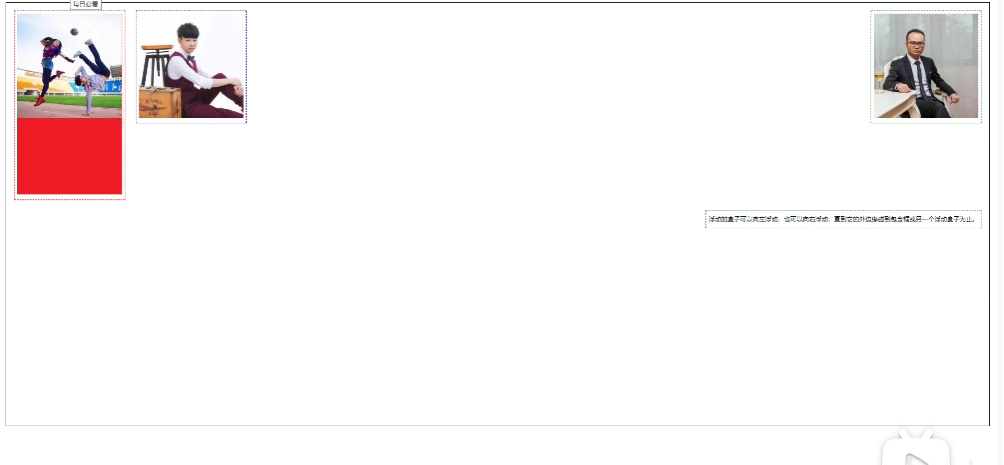 每日必看
浮动的盒子可以向左浮动，也可以向右浮动，直到它的外边缘碰到包含框或另一个浮动盒子为止。